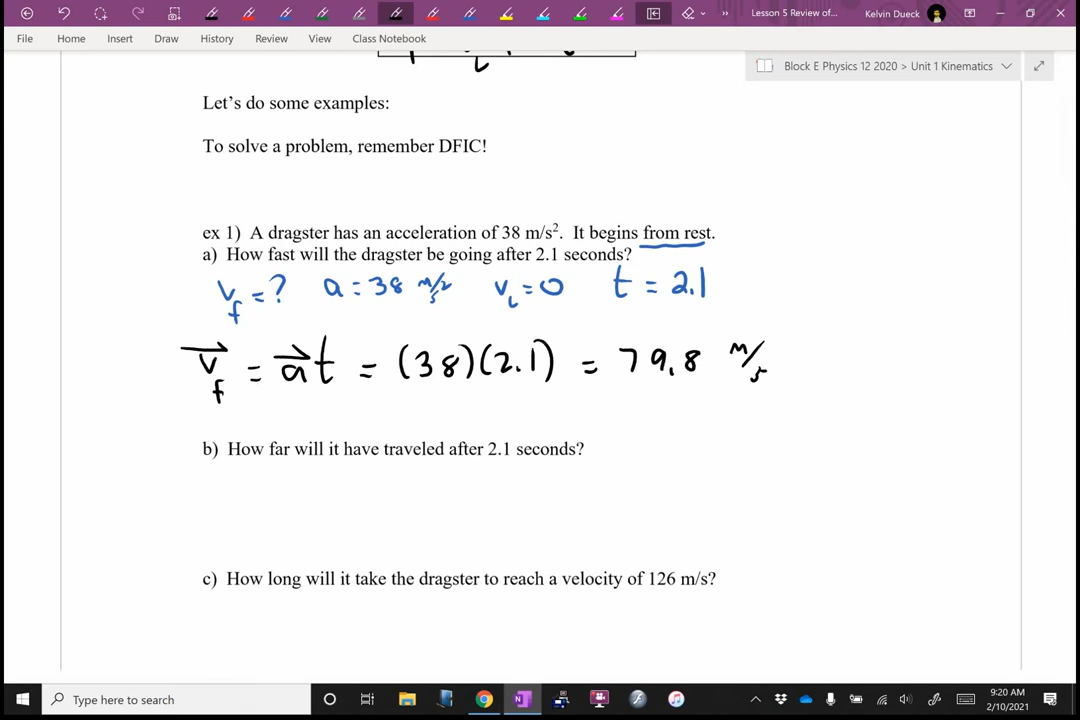 Lesson 5 Review of...
Kelvin Dueck
File Home Insert Draw History Review View Class Notebook
Block E Physics 12 2020 > Unit 1 Kinematics
Let's do some examples:
To solve a problem, remember DFIC!
ex 1) A dragster has an acceleration of 38 m/s². It begins from rest.
a) How fast will the dragster be going after 2.1 seconds?
v_f = ? a = 38 m/s² v_i = 0 t = 2.1
v_f = a t = (38)(2.1) = 79.8 m/s
b) How far will it have traveled after 2.1 seconds?
c) How long will it take the dragster to reach a velocity of 126 m/s?
Type here to search
9:20 AM
2/10/2021